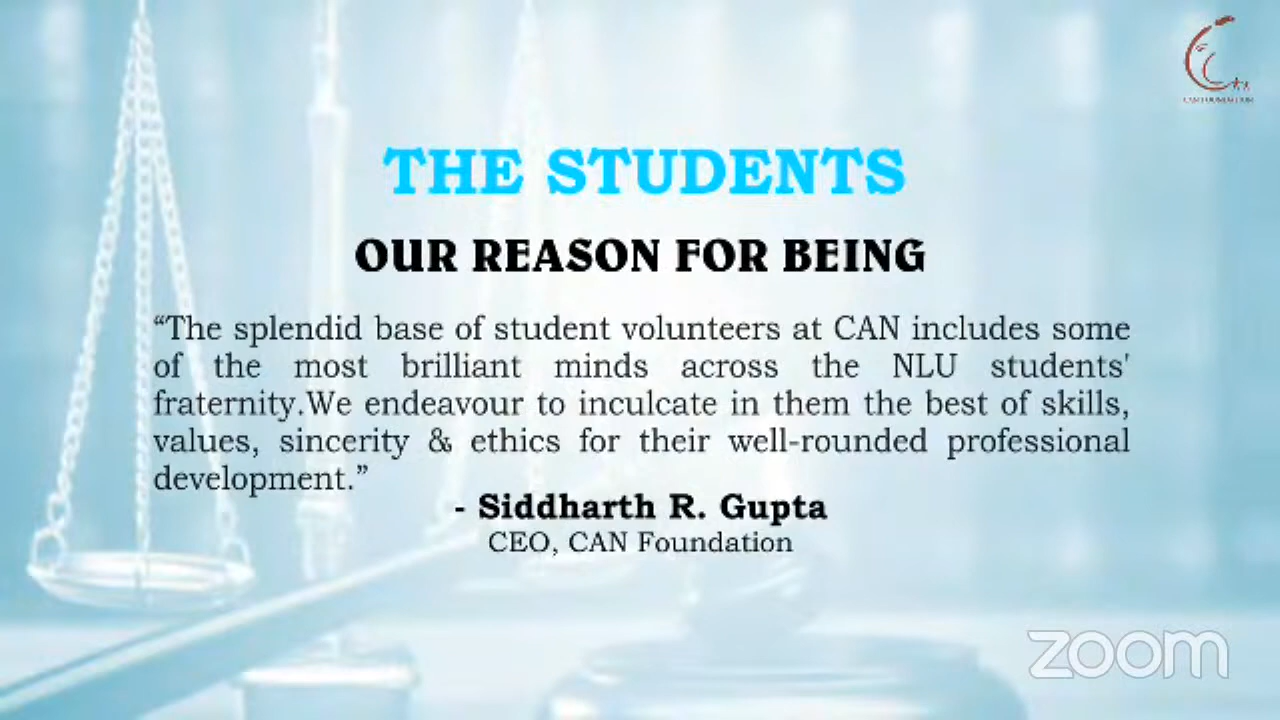 CAN FOUNDATION
THE STUDENTS
OUR REASON FOR BEING
“The splendid base of student volunteers at CAN includes some
of the most brilliant minds across the NLU students'
fraternity.We endeavour to inculcate in them the best of skills,
values, sincerity & ethics for their well-rounded professional
development.”
- Siddharth R. Gupta
CEO, CAN Foundation
zoom